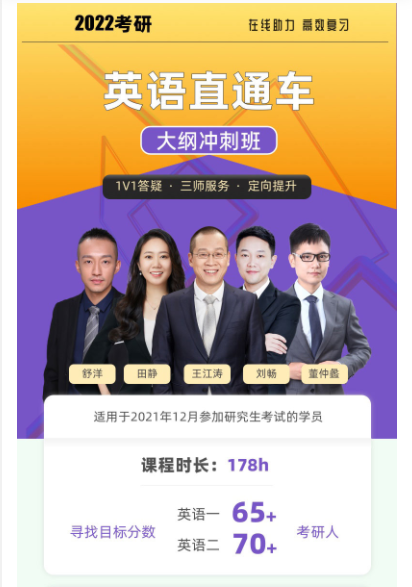 2022考研
在线助力 高效复习
英语直通车
大纲冲刺班
1V1答疑 · 三师服务 · 定向提升
舒洋 田静 王江涛 刘畅 董仲蠡
适用于2021年12月参加研究生考试的学员
课程时长：178h
寻找目标分数
英语一 65+
英语二 70+
考研人